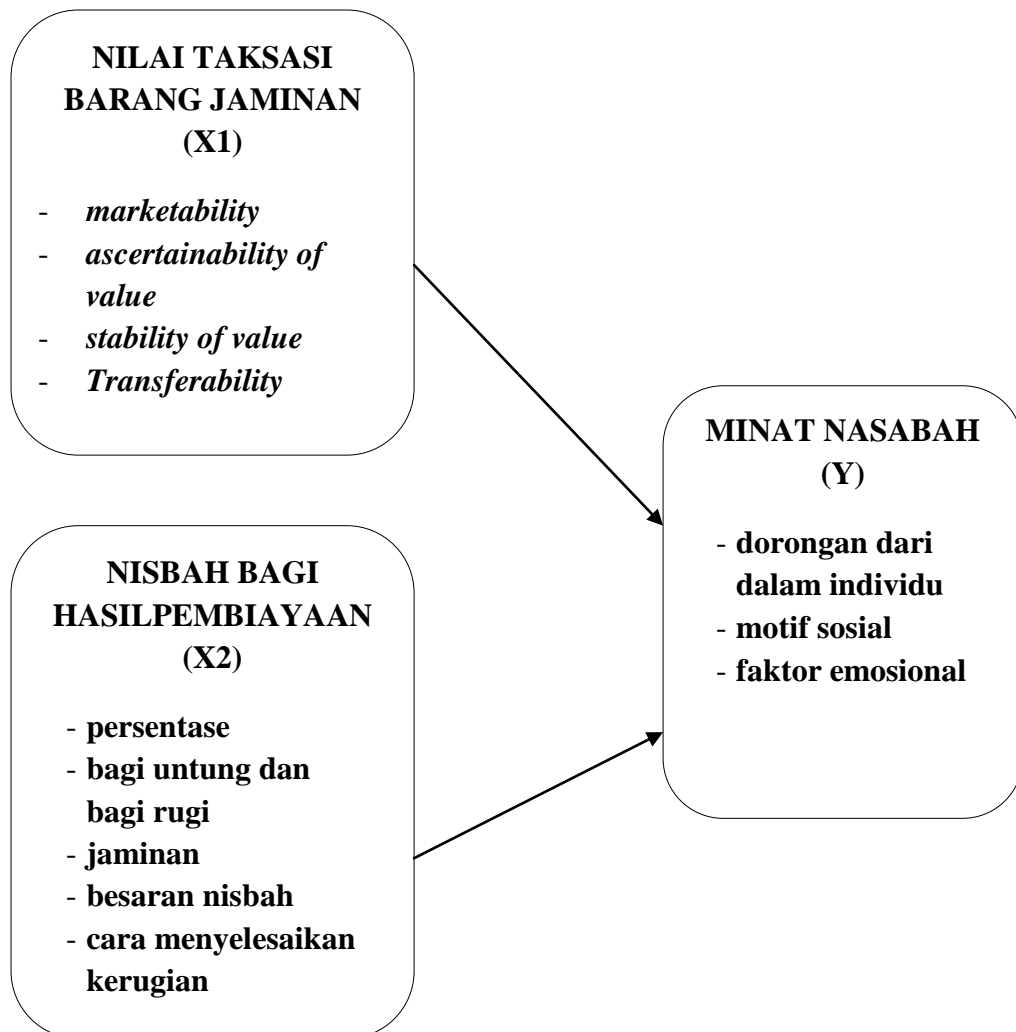 NILAI TAKSASI
BARANG JAMINAN
(X1)
- marketability
- ascertainability of
value
- stability of value
- Transferability
MINAT NASABAH
(Y)
- dorongan dari
dalam individu
- motif sosial
- faktor emosional
NISBAH BAGI
HASILPEMBIAYAAN
(X2)
- persentase
- bagi untung dan
bagi rugi
- jaminan
- besaran nisbah
- cara menyelesaikan
kerugian